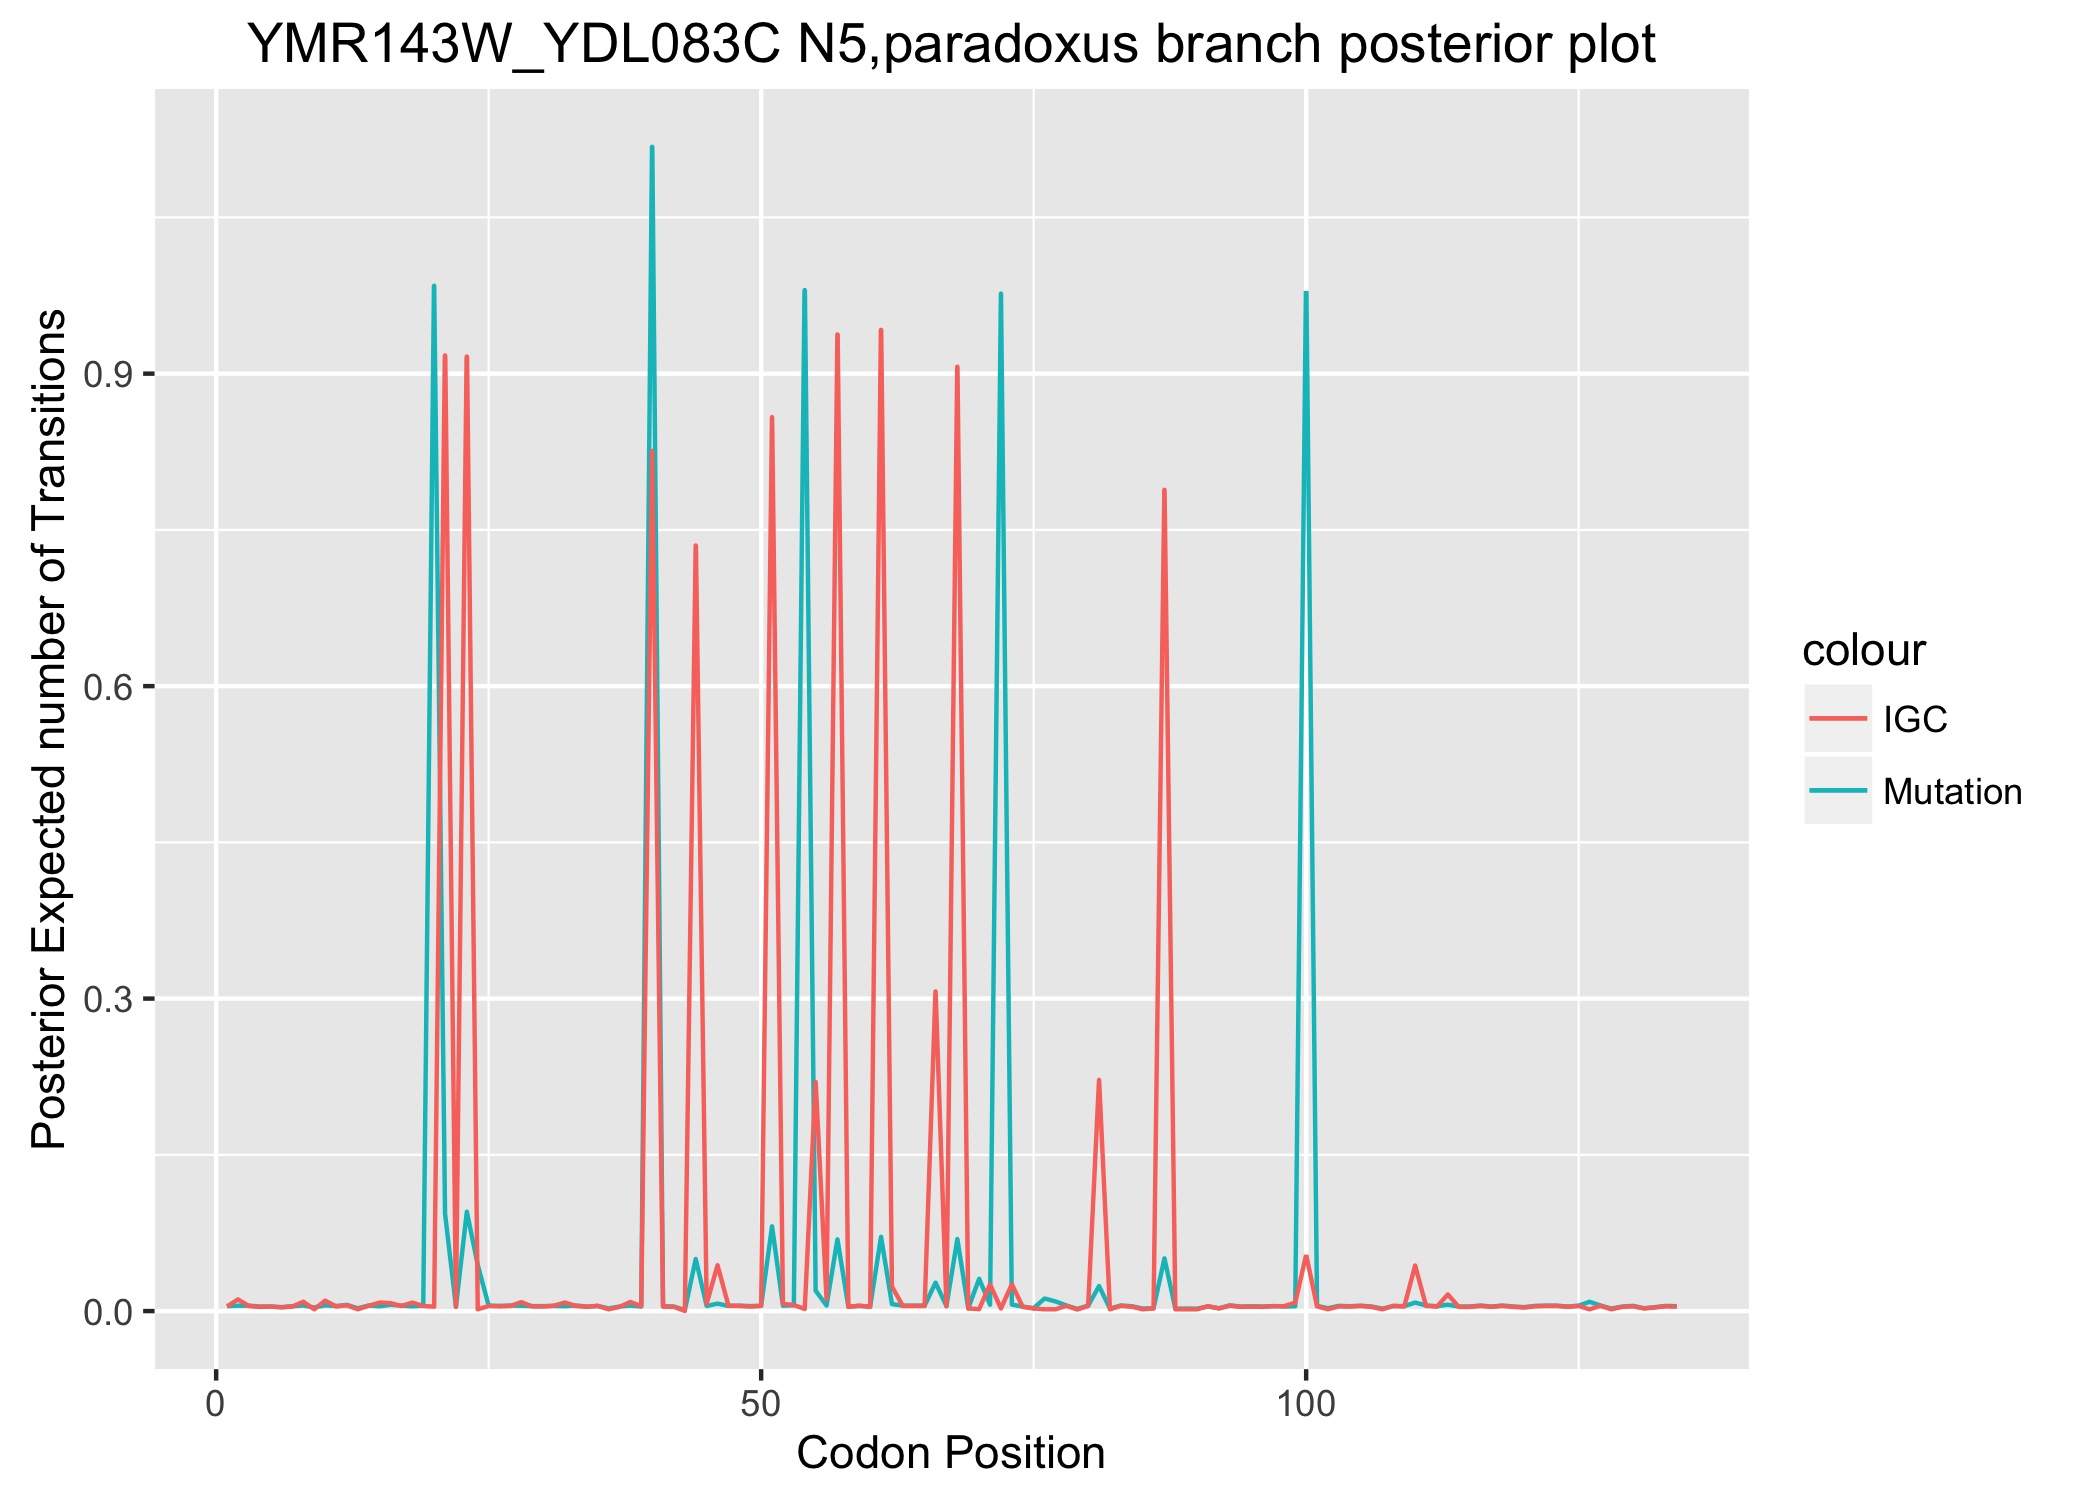 YMR143W_YDL083C N5,paradoxus branch posterior plot
Posterior Expected number of Transitions
0.9
0.6
0.3
0.0
0
50
100
Codon Position
colour
IGC
Mutation